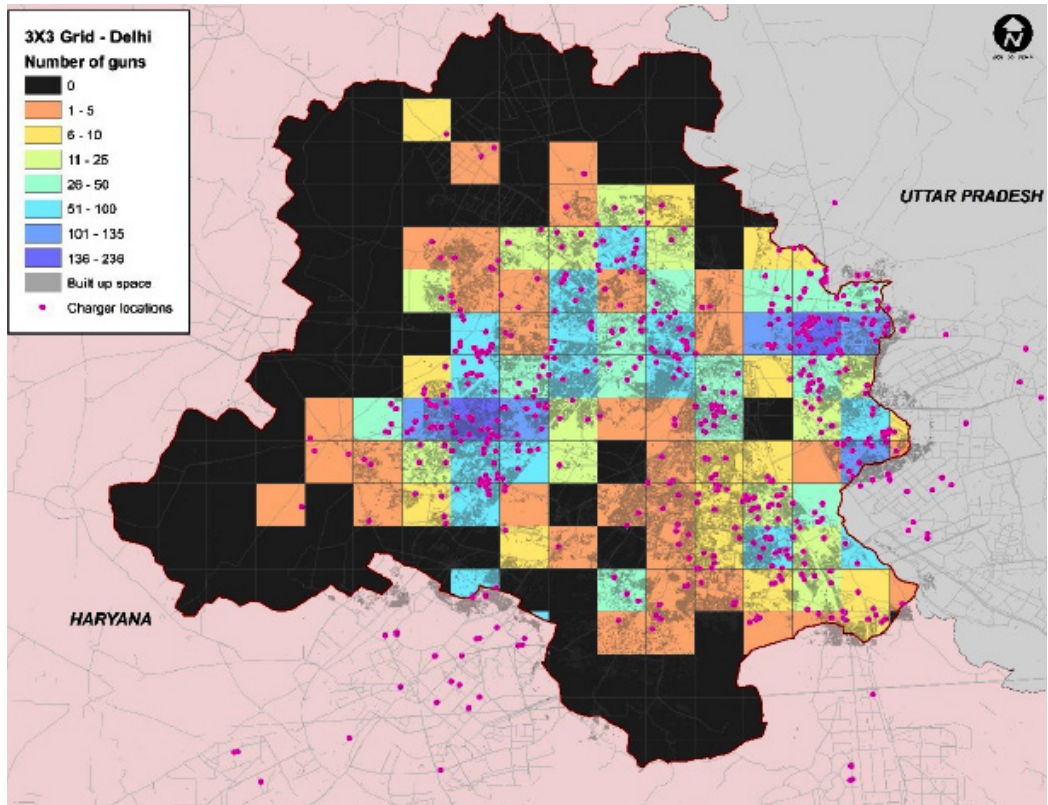 3X3 Grid - Delhi
Number of guns
0
1 - 5
6 - 10
11 - 25
26 - 50
51 - 100
101 - 135
136 - 236
Built up space
Charger locations
N
UTTAR PRADESH
HARYANA